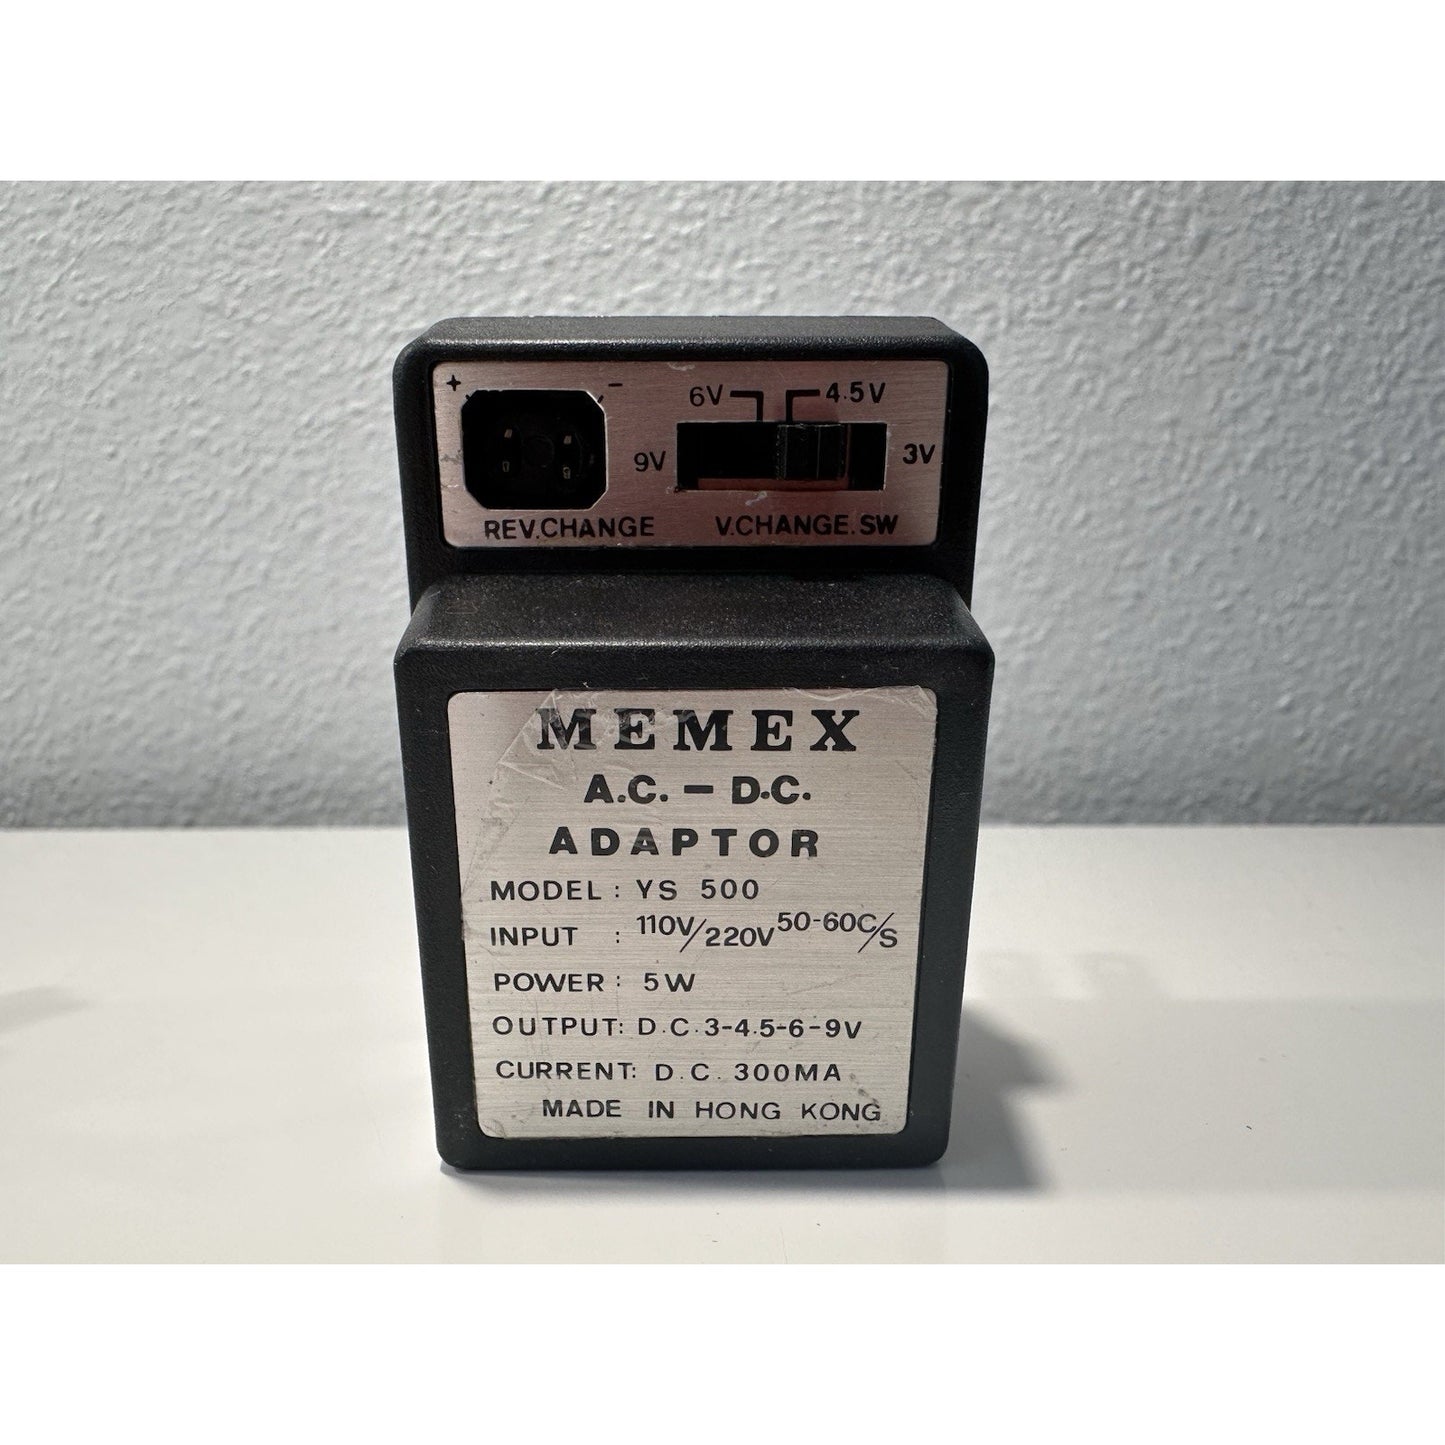 + -
6V 4.5V
9V 3V
REV.CHANGE V.CHANGE.SW
MEMEX
A.C. - D.C.
ADAPTOR
MODEL : YS 500
INPUT : 110V/220V 50-60C/S
POWER : 5W
OUTPUT: D.C.3-4.5-6-9V
CURRENT: D.C. 300MA
MADE IN HONG KONG